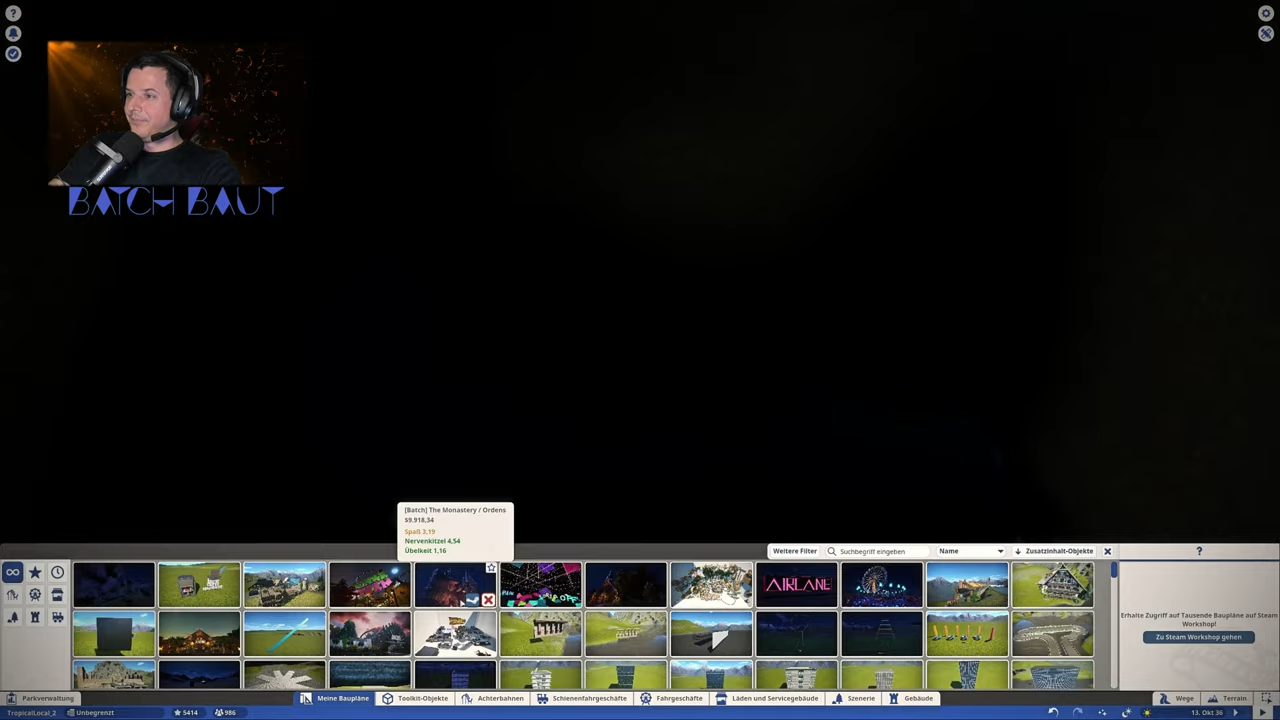 BATCH BAUT
[Batch] The Monastery / Ordens
$9.918,34
Spaß 3,19
Nervenkitzel 4,54
Übelkeit 1,16
Weitere Filter
Suchbegriff eingeben
Name
Zusatzinhalt-Objekte
?
AIRLANE
Erhalte Zugriff auf Tausende Baupläne auf Steam
Workshop!
Zu Steam Workshop gehen
Parkverwaltung
Meine Baupläne
Toolkit-Objekte
Achterbahnen
Schienenfahrgeschäfte
Fahrgeschäfte
Läden und Servicegebäude
Szenerie
Gebäude
Wege
Terrain
TropicalLocal_2
Unbegrenzt
5414
986
13. Okt 36